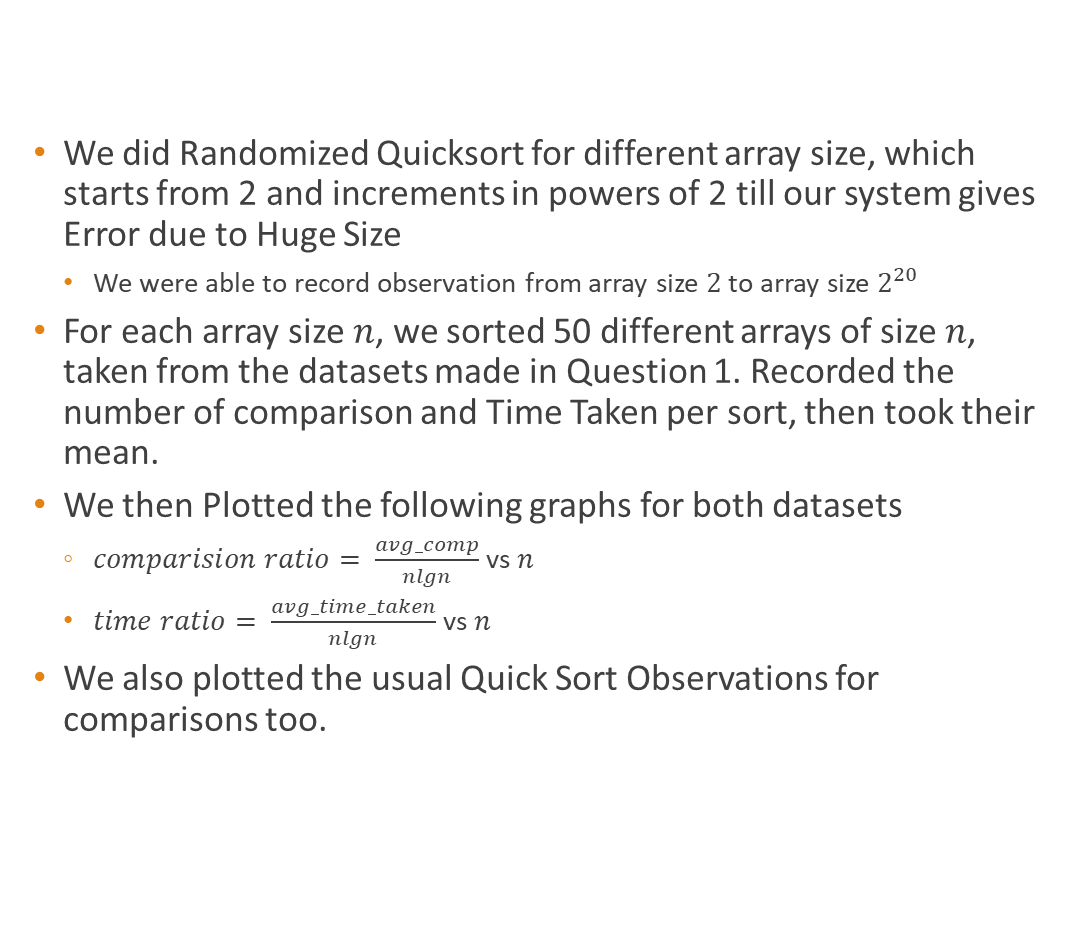 • We did Randomized Quicksort for different array size, which
starts from 2 and increments in powers of 2 till our system gives
Error due to Huge Size
• We were able to record observation from array size 2 to array size 2²⁰
• For each array size n, we sorted 50 different arrays of size n,
taken from the datasets made in Question 1. Recorded the
number of comparison and Time Taken per sort, then took their
mean.
• We then Plotted the following graphs for both datasets
◦ comparision ratio = avg_comp/nlgn vs n
• time ratio = avg_time_taken/nlgn vs n
• We also plotted the usual Quick Sort Observations for
comparisons too.